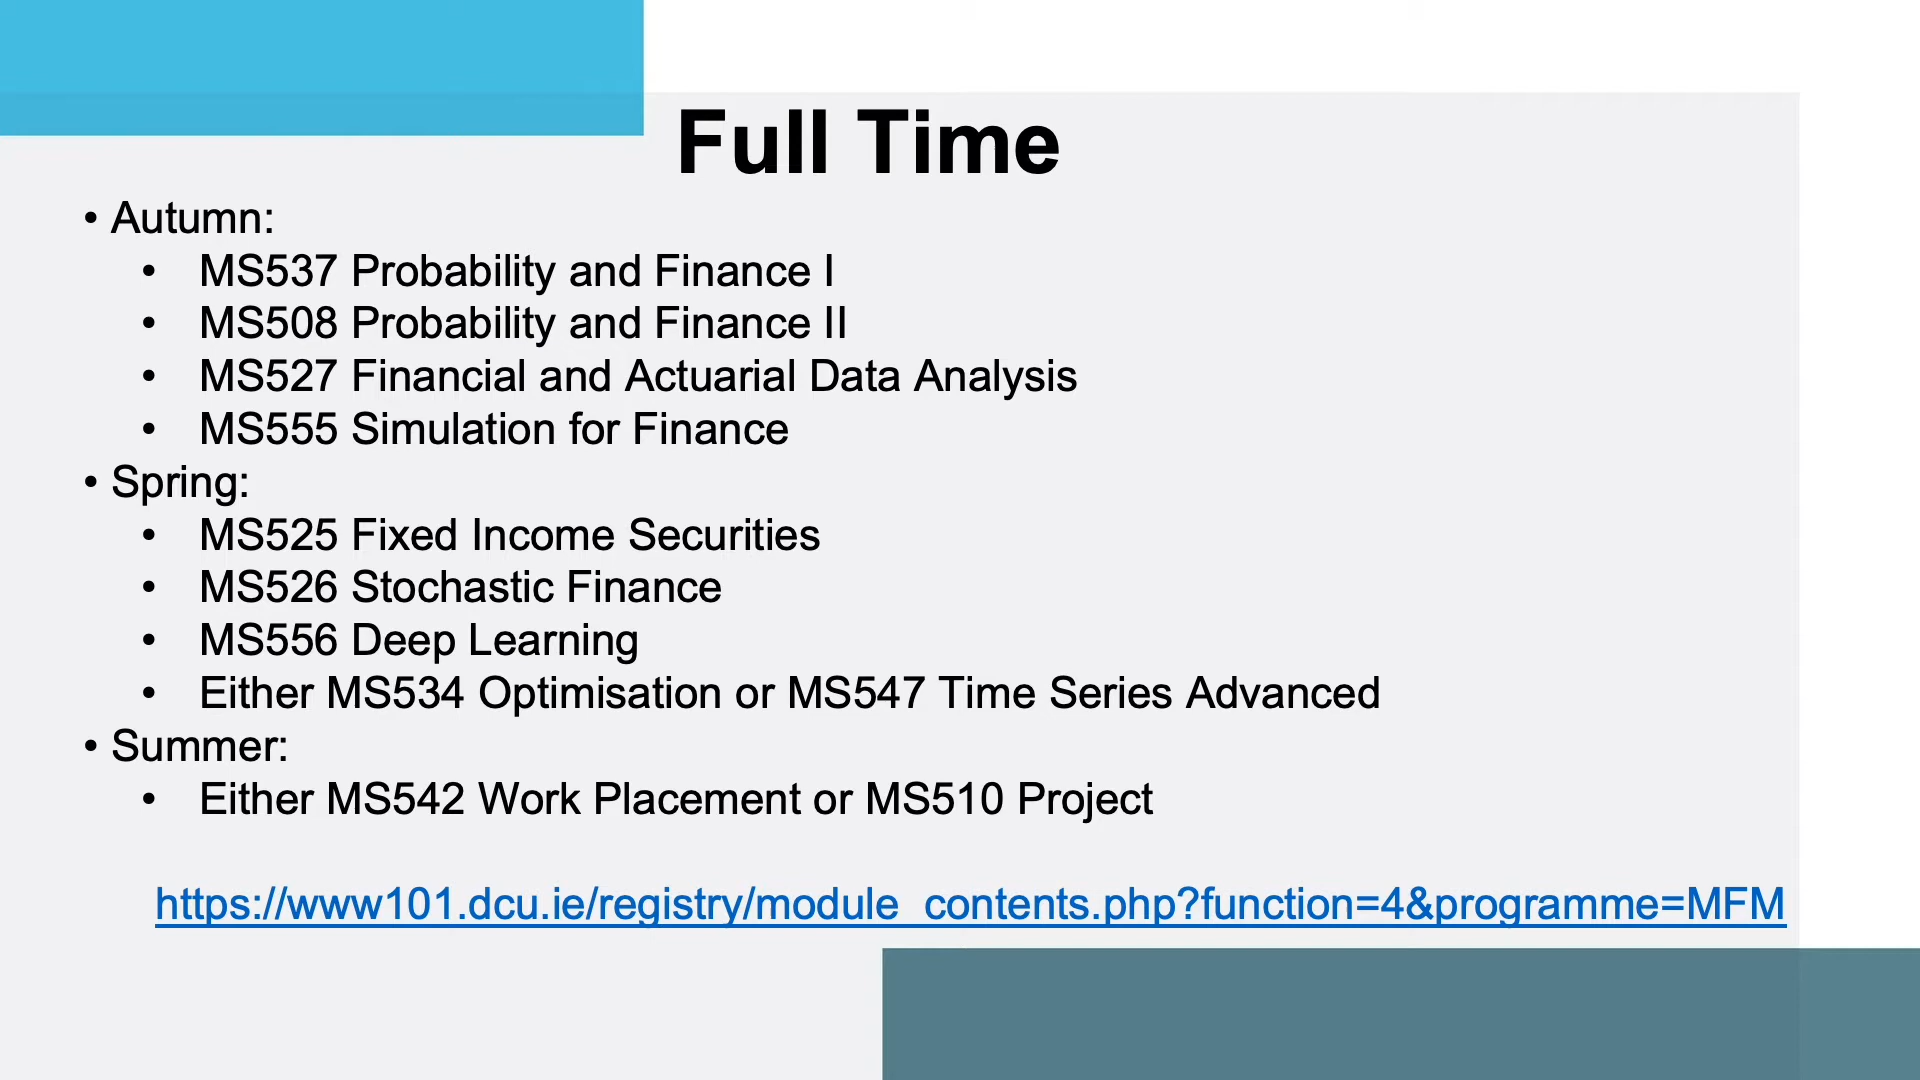 Full Time
• Autumn:
• MS537 Probability and Finance I
• MS508 Probability and Finance II
• MS527 Financial and Actuarial Data Analysis
• MS555 Simulation for Finance
• Spring:
• MS525 Fixed Income Securities
• MS526 Stochastic Finance
• MS556 Deep Learning
• Either MS534 Optimisation or MS547 Time Series Advanced
• Summer:
• Either MS542 Work Placement or MS510 Project
https://www101.dcu.ie/registry/module_contents.php?function=4&programme=MFM